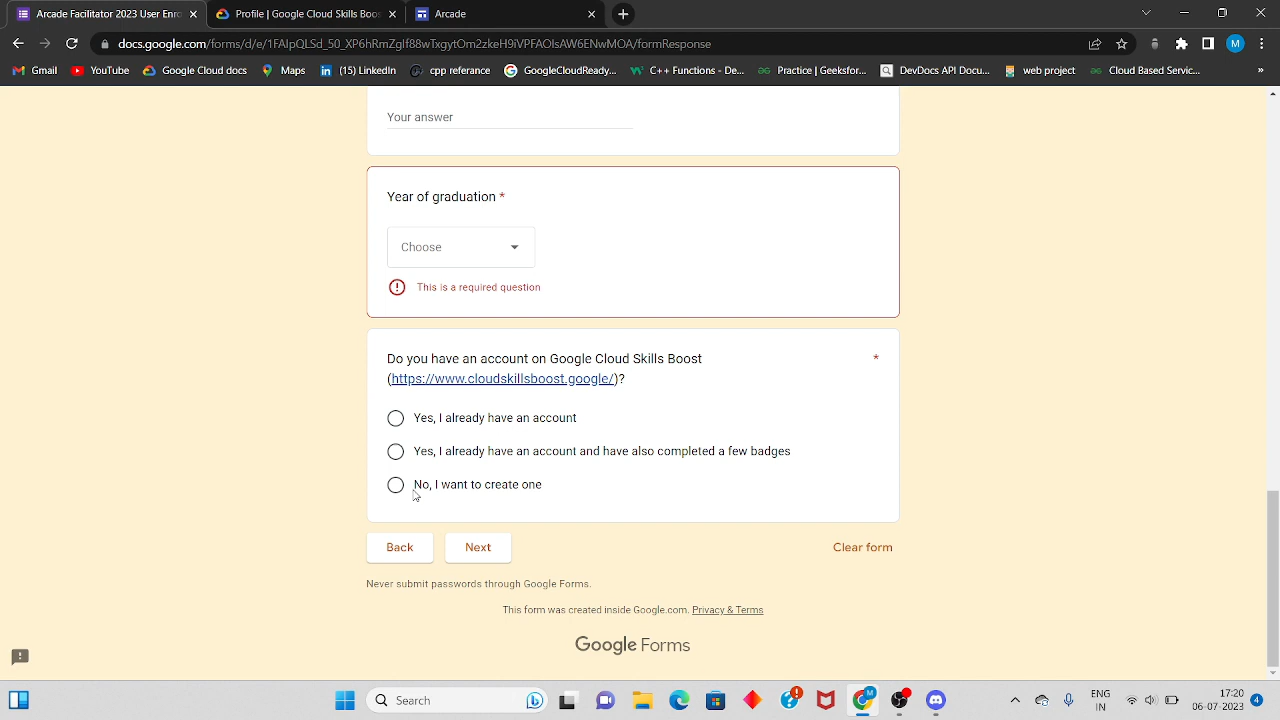 Arcade Facilitator 2023 User Enro
Profile | Google Cloud Skills Boos
Arcade
docs.google.com/forms/d/e/1FAIpQLSd_50_XP6hRmZgIf88wTxgytOm2zkeH9iVPFAOIsAW6ENwMOA/formResponse
M
Gmail
YouTube
Google Cloud docs
Maps
(15) LinkedIn
cpp reference
GoogleCloudReady...
C++ Functions - De...
Practice | Geeksfor...
DevDocs API Docu...
web project
Cloud Based Servic...
»
Your answer
Year of graduation *
Choose
This is a required question
Do you have an account on Google Cloud Skills Boost *
(https://www.cloudskillsboost.google/)?
Yes, I already have an account
Yes, I already have an account and have also completed a few badges
No, I want to create one
Back
Next
Clear form
Never submit passwords through Google Forms.
This form was created inside Google.com. Privacy & Terms
Google Forms
Search
M
ENG
IN
17:20
06-07-2023
4